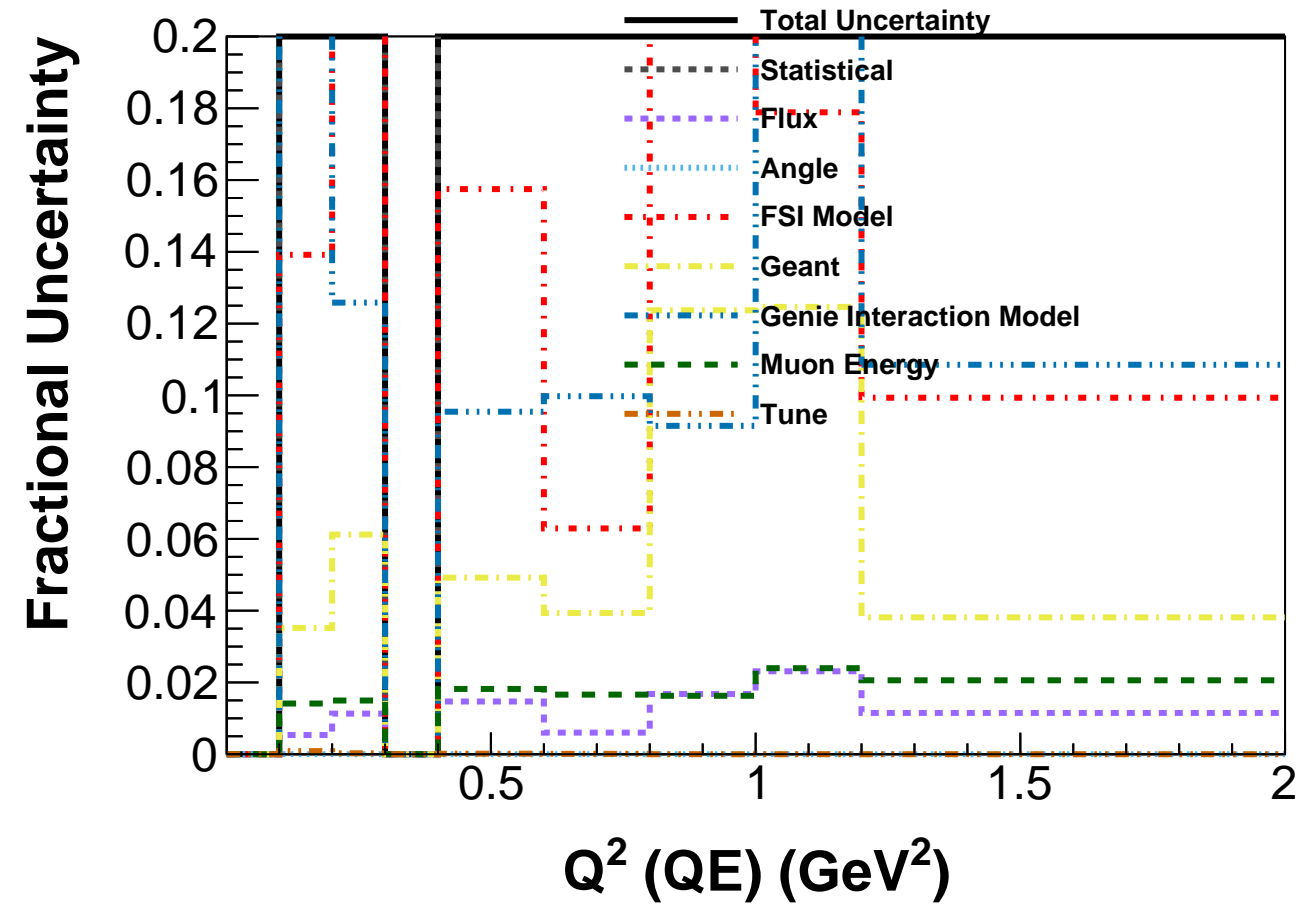 Fractional Uncertainty
0.2
0.18
0.16
0.14
0.12
0.1
0.08
0.06
0.04
0.02
0
Total Uncertainty
Statistical
Flux
Angle
FSI Model
Geant
Genie Interaction Model
Muon Energy
Tune
0.5
1
1.5
2
Q² (QE) (GeV²)